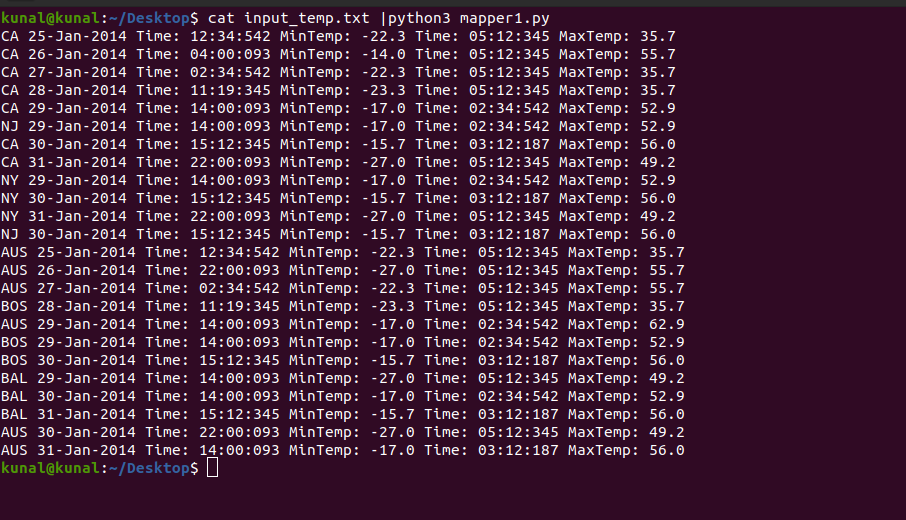 kunal@kunal:~/Desktop$ cat input_temp.txt |python3 mapper1.py
CA 25-Jan-2014 Time: 12:34:542 MinTemp: -22.3 Time: 05:12:345 MaxTemp: 35.7
CA 26-Jan-2014 Time: 04:00:093 MinTemp: -14.0 Time: 05:12:345 MaxTemp: 55.7
CA 27-Jan-2014 Time: 02:34:542 MinTemp: -22.3 Time: 05:12:345 MaxTemp: 35.7
CA 28-Jan-2014 Time: 11:19:345 MinTemp: -23.3 Time: 05:12:345 MaxTemp: 35.7
CA 29-Jan-2014 Time: 14:00:093 MinTemp: -17.0 Time: 02:34:542 MaxTemp: 52.9
NJ 29-Jan-2014 Time: 14:00:093 MinTemp: -17.0 Time: 02:34:542 MaxTemp: 52.9
CA 30-Jan-2014 Time: 15:12:345 MinTemp: -15.7 Time: 03:12:187 MaxTemp: 56.0
CA 31-Jan-2014 Time: 22:00:093 MinTemp: -27.0 Time: 05:12:345 MaxTemp: 49.2
NY 29-Jan-2014 Time: 14:00:093 MinTemp: -17.0 Time: 02:34:542 MaxTemp: 52.9
NY 30-Jan-2014 Time: 15:12:345 MinTemp: -15.7 Time: 03:12:187 MaxTemp: 56.0
NY 31-Jan-2014 Time: 22:00:093 MinTemp: -27.0 Time: 05:12:345 MaxTemp: 49.2
NJ 30-Jan-2014 Time: 15:12:345 MinTemp: -15.7 Time: 03:12:187 MaxTemp: 56.0
AUS 25-Jan-2014 Time: 12:34:542 MinTemp: -22.3 Time: 05:12:345 MaxTemp: 35.7
AUS 26-Jan-2014 Time: 22:00:093 MinTemp: -27.0 Time: 05:12:345 MaxTemp: 55.7
AUS 27-Jan-2014 Time: 02:34:542 MinTemp: -22.3 Time: 05:12:345 MaxTemp: 55.7
BOS 28-Jan-2014 Time: 11:19:345 MinTemp: -23.3 Time: 05:12:345 MaxTemp: 35.7
AUS 29-Jan-2014 Time: 14:00:093 MinTemp: -17.0 Time: 02:34:542 MaxTemp: 62.9
BOS 29-Jan-2014 Time: 14:00:093 MinTemp: -17.0 Time: 02:34:542 MaxTemp: 52.9
BOS 30-Jan-2014 Time: 15:12:345 MinTemp: -15.7 Time: 03:12:187 MaxTemp: 56.0
BAL 29-Jan-2014 Time: 14:00:093 MinTemp: -27.0 Time: 05:12:345 MaxTemp: 49.2
BAL 30-Jan-2014 Time: 14:00:093 MinTemp: -17.0 Time: 02:34:542 MaxTemp: 52.9
BAL 31-Jan-2014 Time: 15:12:345 MinTemp: -15.7 Time: 03:12:187 MaxTemp: 56.0
AUS 30-Jan-2014 Time: 22:00:093 MinTemp: -27.0 Time: 05:12:345 MaxTemp: 49.2
AUS 31-Jan-2014 Time: 14:00:093 MinTemp: -17.0 Time: 03:12:187 MaxTemp: 56.0
kunal@kunal:~/Desktop$